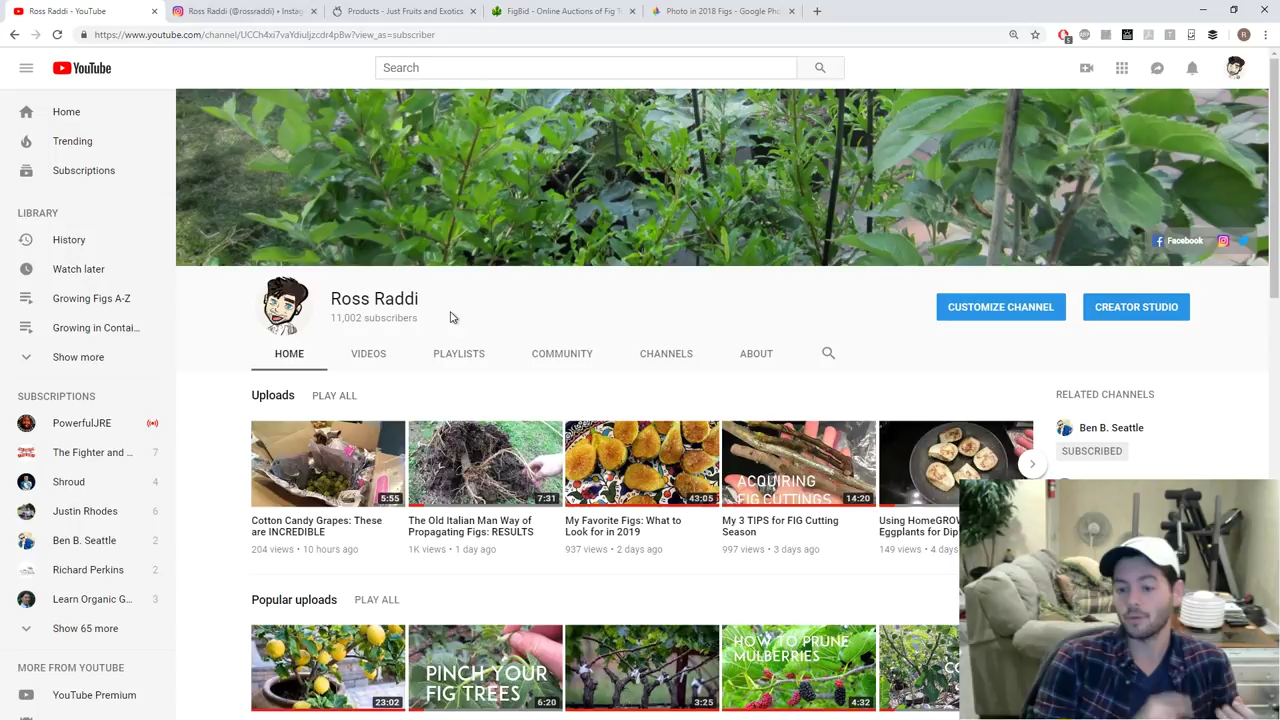 Ross Raddi - YouTube
Ross Raddi (@rossraddi) • Instag
Products - Just Fruits and Exotics
FigBid - Online Auctions of Fig T
Photo in 2018 Figs - Google Pho
https://www.youtube.com/channel/UCCh4xi7vaYdiuljzcdr4pBw?view_as=subscriber
5
R
YouTube
Search
Home
Trending
Subscriptions
LIBRARY
History
Watch later
Growing Figs A-Z
Growing in Contai...
Show more
SUBSCRIPTIONS
PowerfulJRE
The Fighter and ... 7
Shroud 4
Justin Rhodes 6
Ben B. Seattle 2
Richard Perkins 2
Learn Organic G... 3
Show 65 more
MORE FROM YOUTUBE
YouTube Premium
Facebook
Ross Raddi
11,002 subscribers
CUSTOMIZE CHANNEL
CREATOR STUDIO
HOME VIDEOS PLAYLISTS COMMUNITY CHANNELS ABOUT
Uploads PLAY ALL
5:55
7:31
43:05
ACQUIRING
FIG CUTTINGS
14:20
Cotton Candy Grapes: These
are INCREDIBLE
204 views • 10 hours ago
The Old Italian Man Way of
Propagating Figs: RESULTS
1K views • 1 day ago
My Favorite Figs: What to
Look for in 2019
937 views • 2 days ago
My 3 TIPS for FIG Cutting
Season
997 views • 3 days ago
Using HomeGROW
Eggplants for Dip
149 views • 4 days
RELATED CHANNELS
Ben B. Seattle
SUBSCRIBED
Popular uploads PLAY ALL
23:02
PINCH YOUR
FIG TREES
6:20
3:25
HOW TO PRUNE
MULBERRIES
4:32
CO